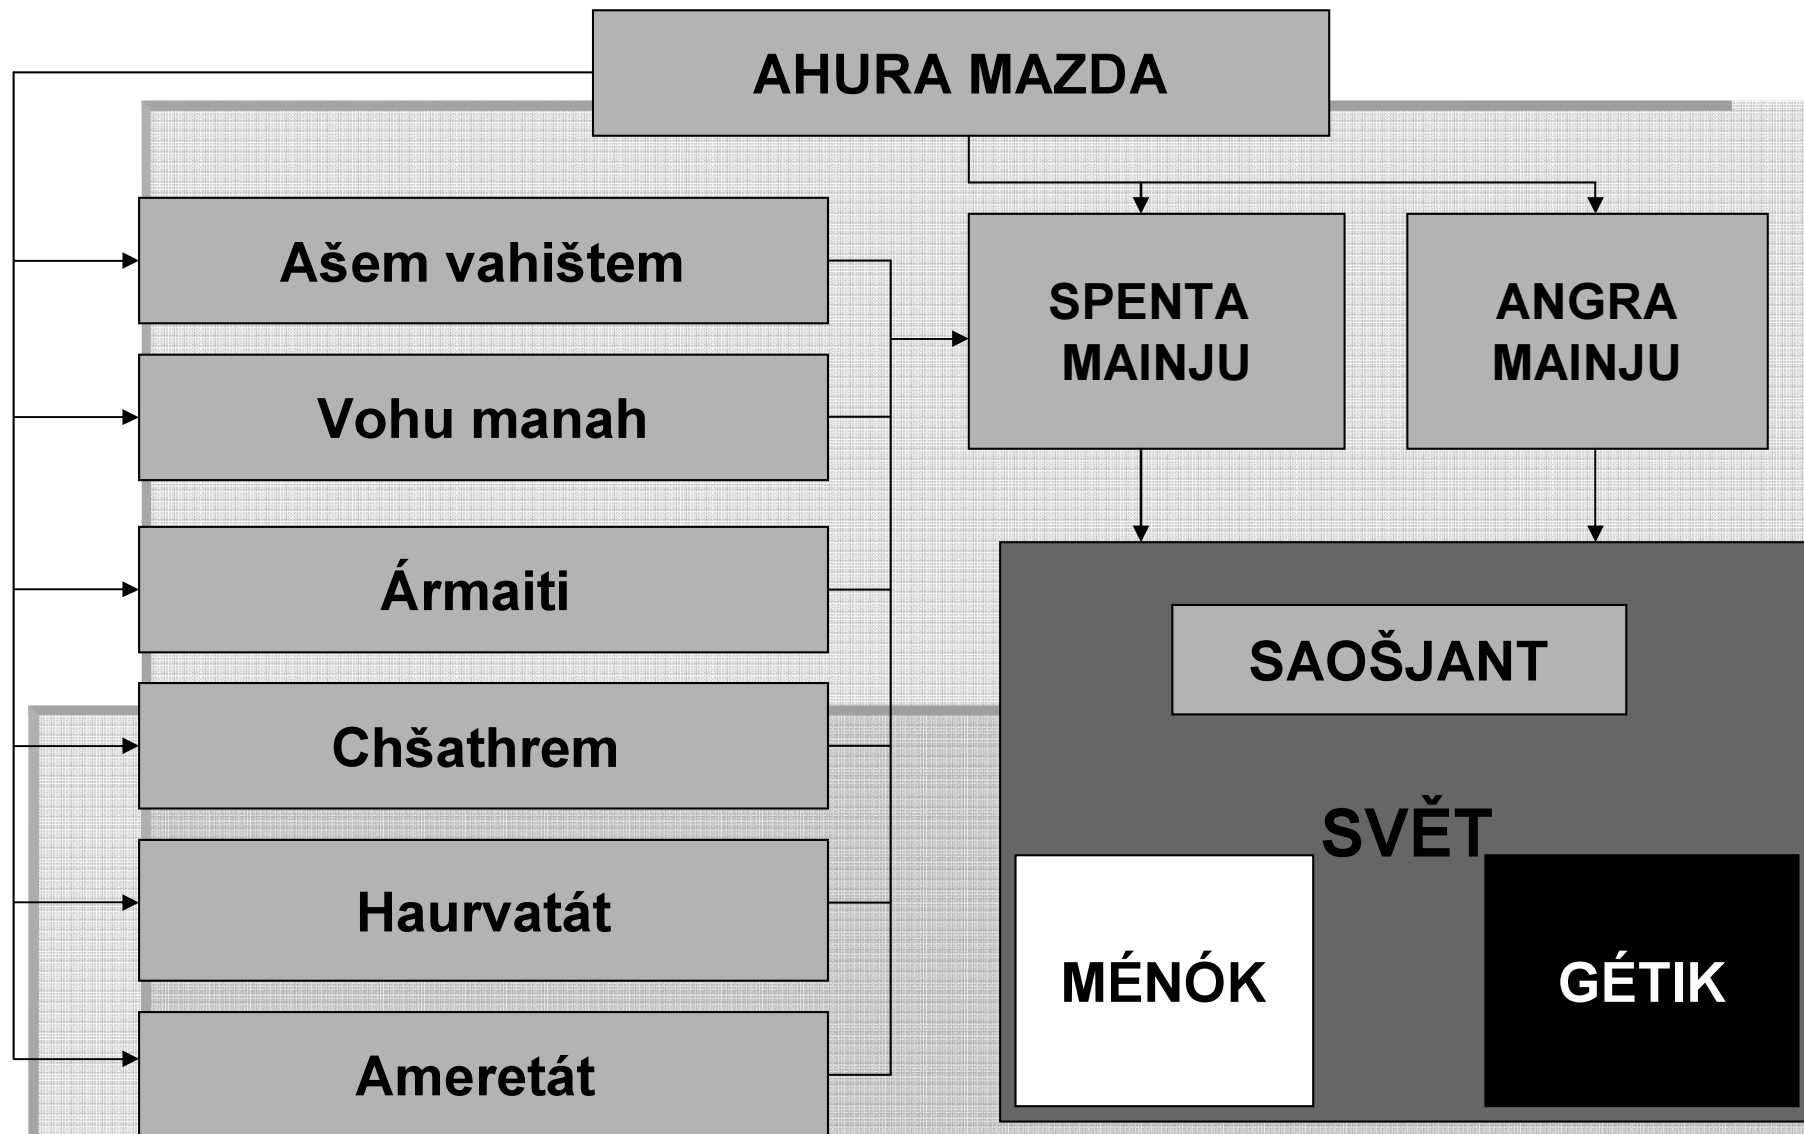 AHURA MAZDA
Ašem vahištem
Vohu manah
Ármaiti
Chšathrem
Haurvatát
Ameretát
SPENTA
MAINJU
ANGRA
MAINJU
SAOŠJANT
SVĚT
MÉNÓK
GÉTIK